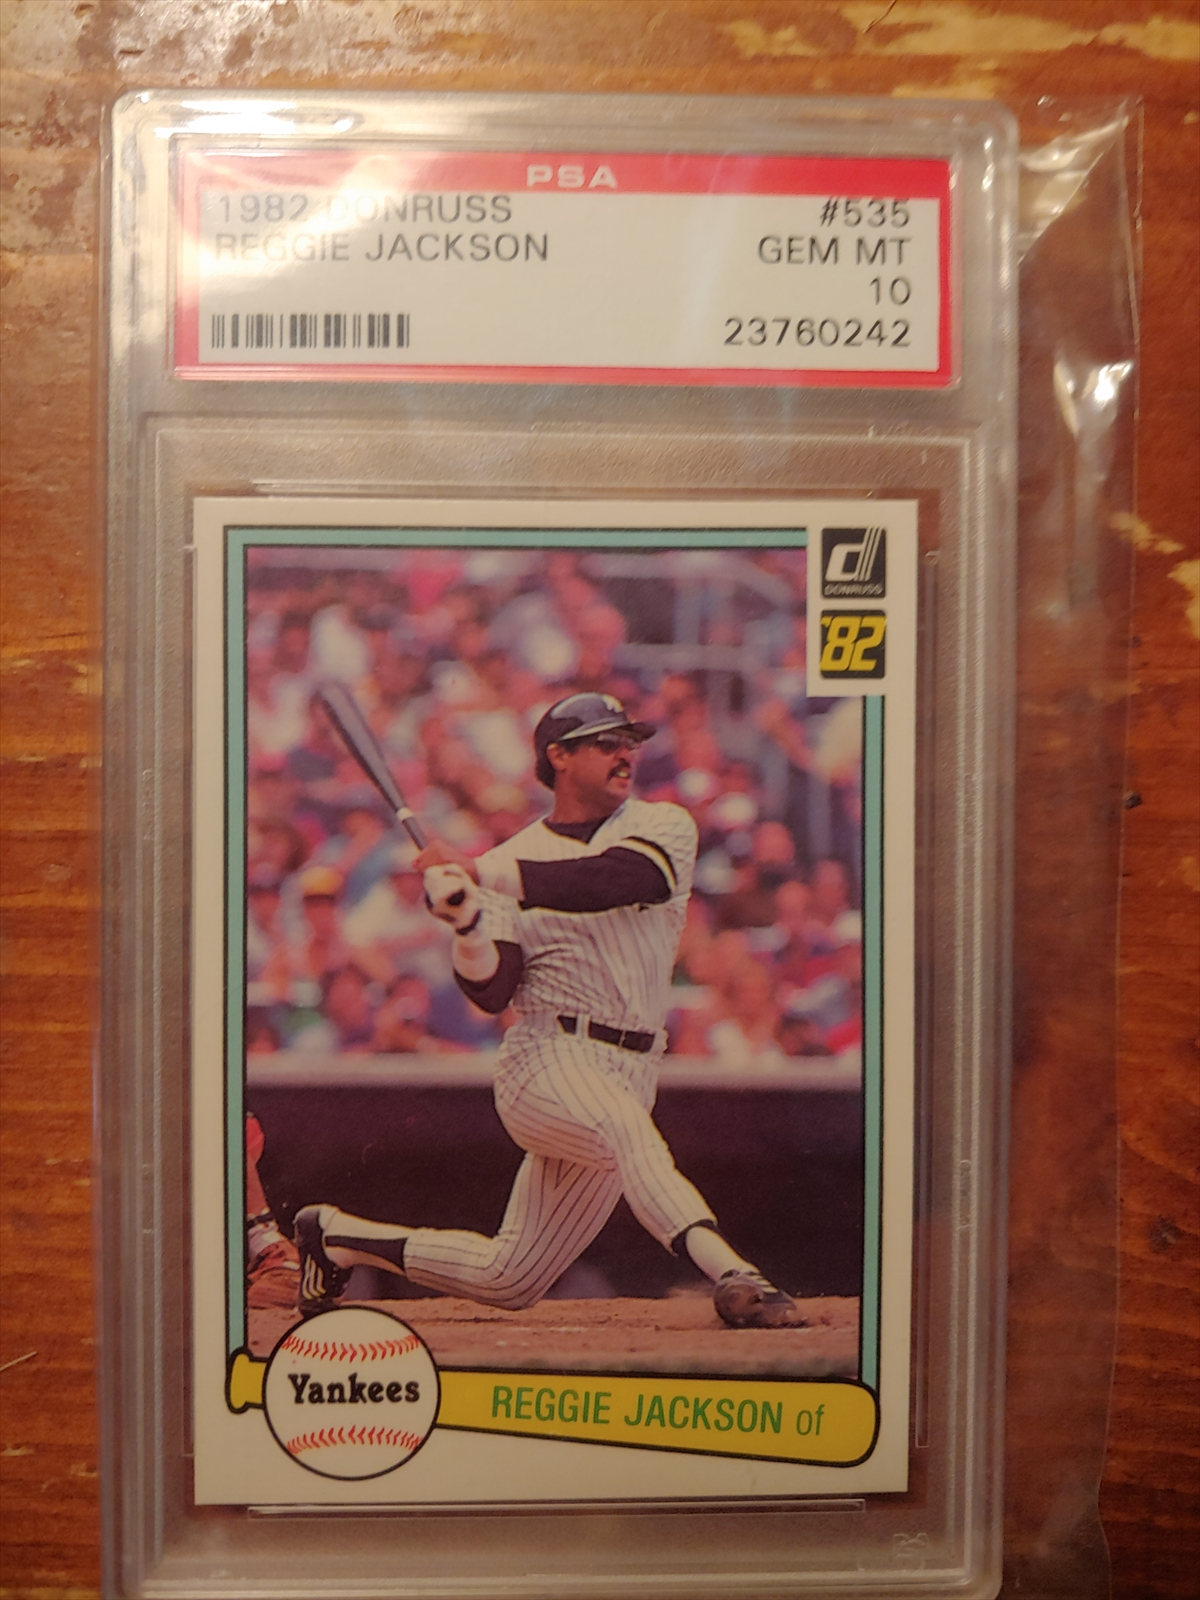 PSA
1982 DONRUSS #535
REGGIE JACKSON GEM MT
10
23760242
d
DONRUSS
'82
Yankees
REGGIE JACKSON of